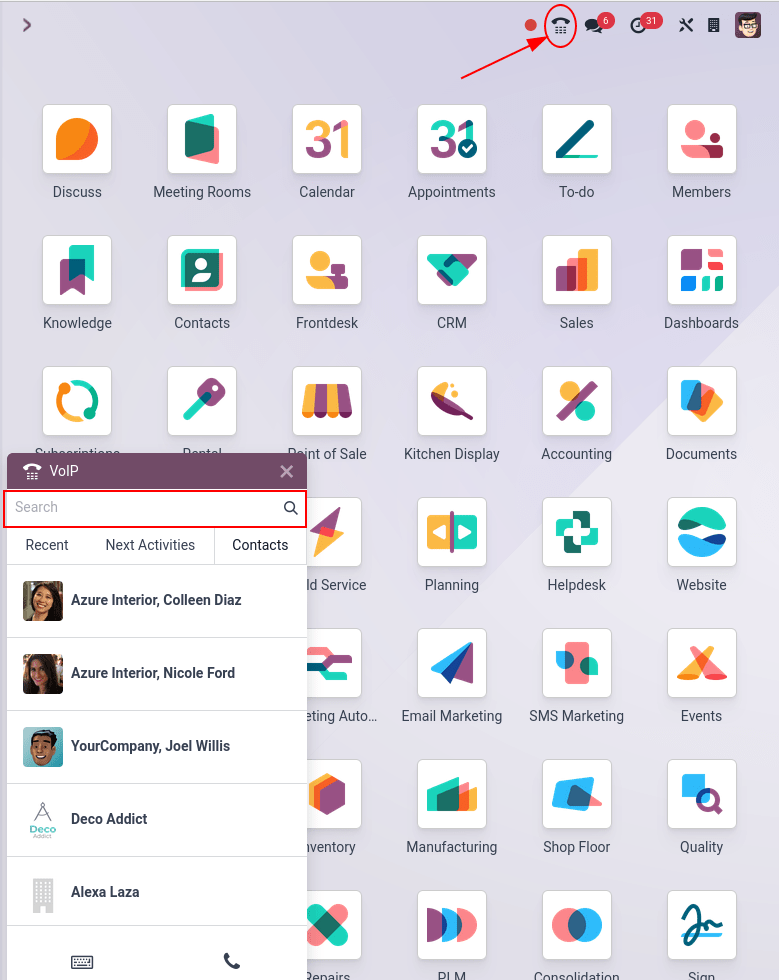 6
31
Discuss
Meeting Rooms
Calendar
Appointments
To-do
Members
Knowledge
Contacts
Frontdesk
CRM
Sales
Dashboards
Subscriptions
Rental
Point of Sale
Kitchen Display
Accounting
Documents
VoIP
Search
Recent
Next Activities
Contacts
ld Service
Planning
Helpdesk
Website
Azure Interior, Colleen Diaz
Azure Interior, Nicole Ford
eting Auto...
Email Marketing
SMS Marketing
Events
YourCompany, Joel Willis
Deco Addict
Deco
Addict
nventory
Manufacturing
Shop Floor
Quality
Alexa Laza
Repairs
PLM
Consolidation
Sign